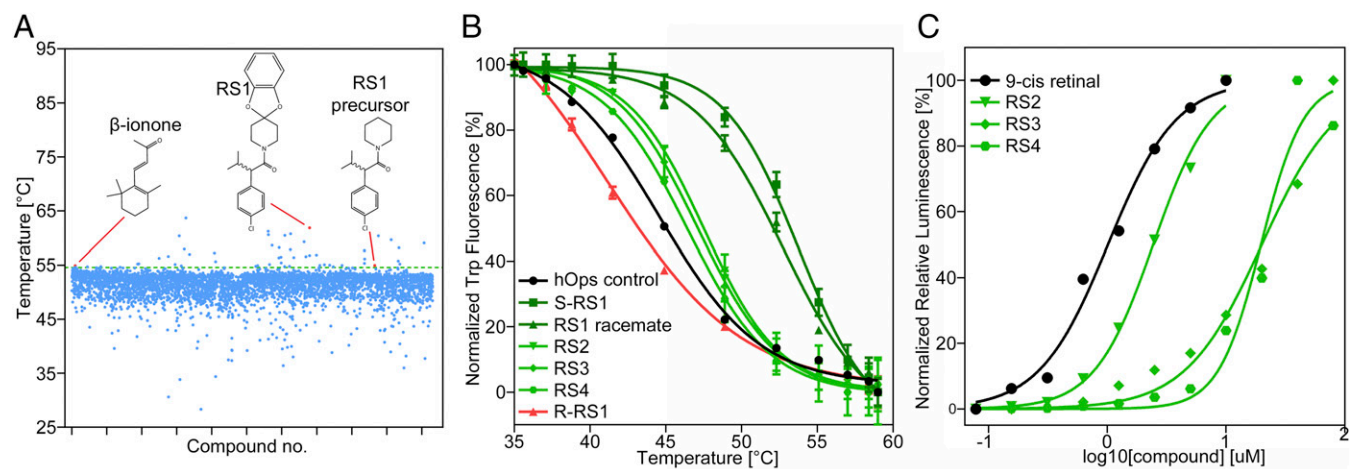 A
Temperature [°C]
95
85
75
65
55
45
35
25
β-ionone
RS1
RS1
precursor
O
O
O
N
O
Cl
N
O
Cl
Compound no.
B
Normalized Trp Fluorescence [%]
100
80
60
40
20
0
hOps control
S-RS1
RS1 racemate
RS2
RS3
RS4
R-RS1
35
40
45
50
55
60
Temperature [°C]
C
Normalized Relative Luminescence [%]
100
80
60
40
20
0
9-cis retinal
RS2
RS3
RS4
-1
0
1
2
log10[compound] [uM]